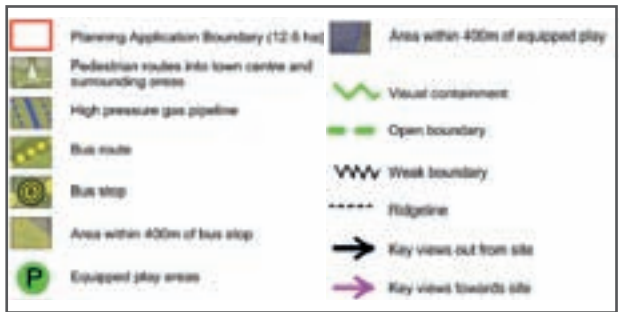 Planning Application Boundary (12.6 ha)
Pedestrian routes into town centre and
surrounding areas
High pressure gas pipeline
Bus route
Bus stop
Area within 400m of bus stop
P
Equipped play areas
Area within 400m of equipped play
Visual containment
Open boundary
Weak boundary
Ridgeline
Key views out from site
Key views towards site